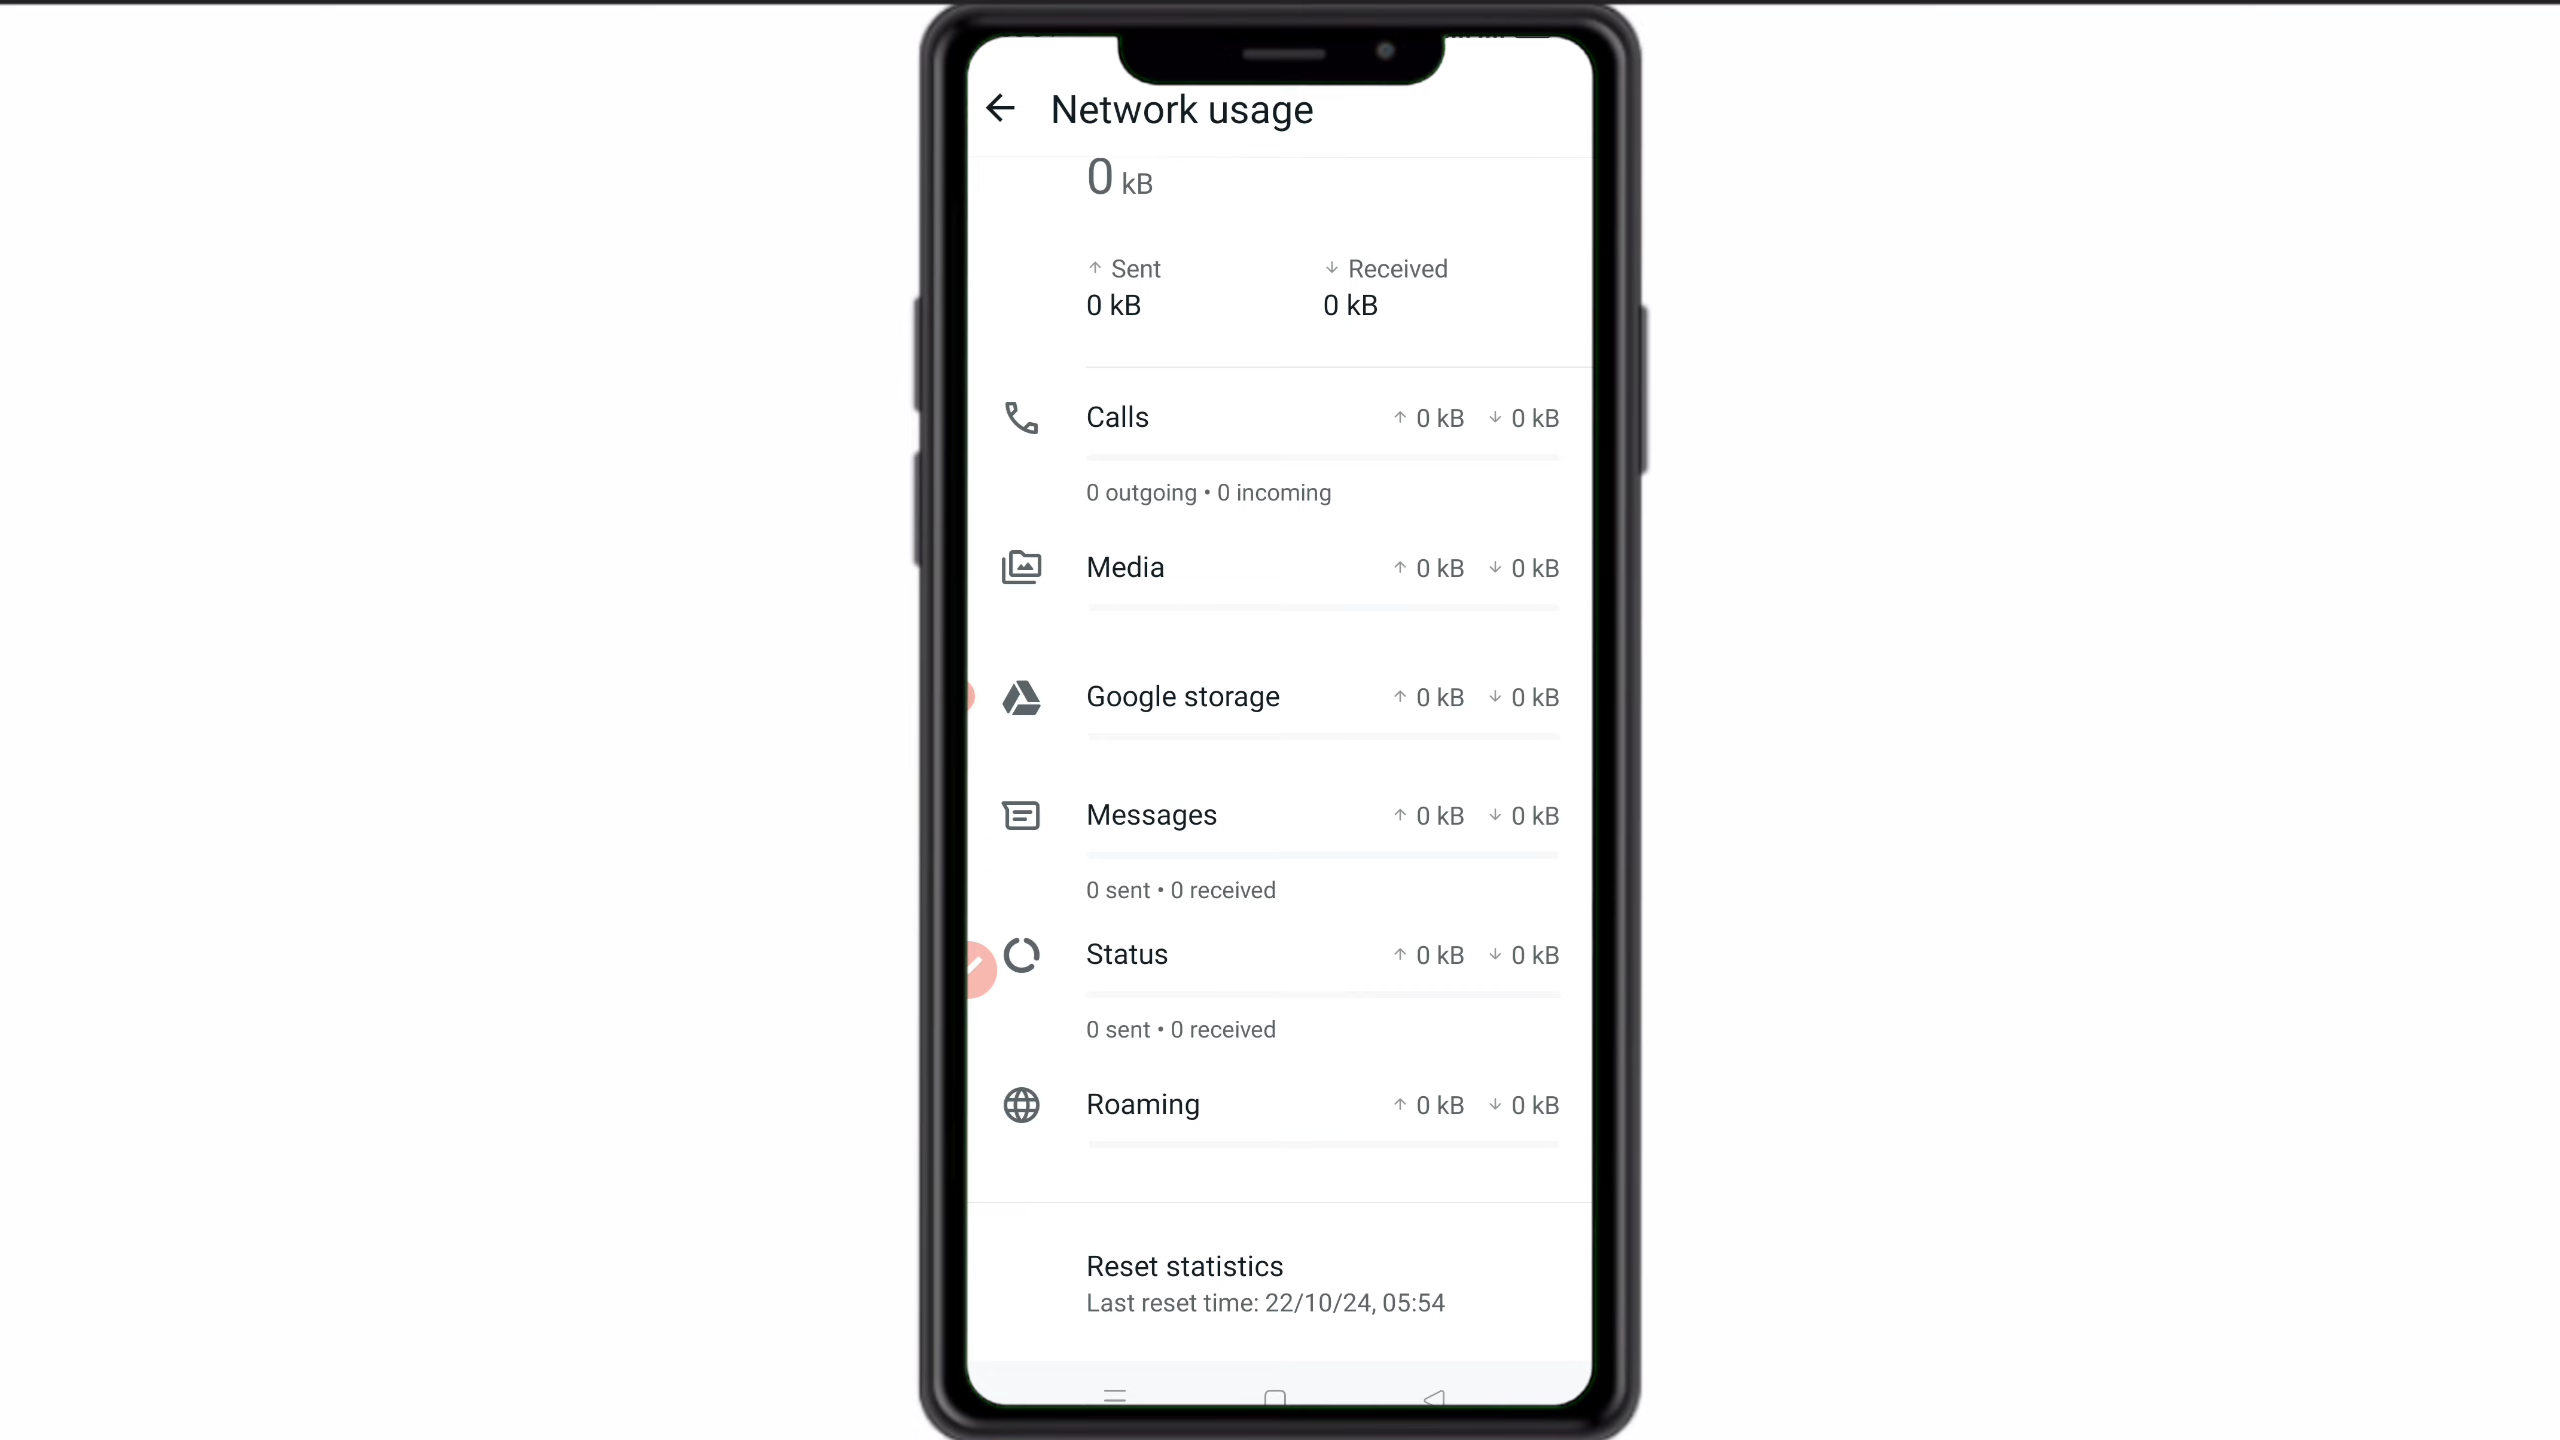 Network usage
0 kB
↑ Sent ↓ Received
0 kB 0 kB
Calls ↑ 0 kB ↓ 0 kB
0 outgoing • 0 incoming
Media ↑ 0 kB ↓ 0 kB
Google storage ↑ 0 kB ↓ 0 kB
Messages ↑ 0 kB ↓ 0 kB
0 sent • 0 received
Status ↑ 0 kB ↓ 0 kB
0 sent • 0 received
Roaming ↑ 0 kB ↓ 0 kB
Reset statistics
Last reset time: 22/10/24, 05:54